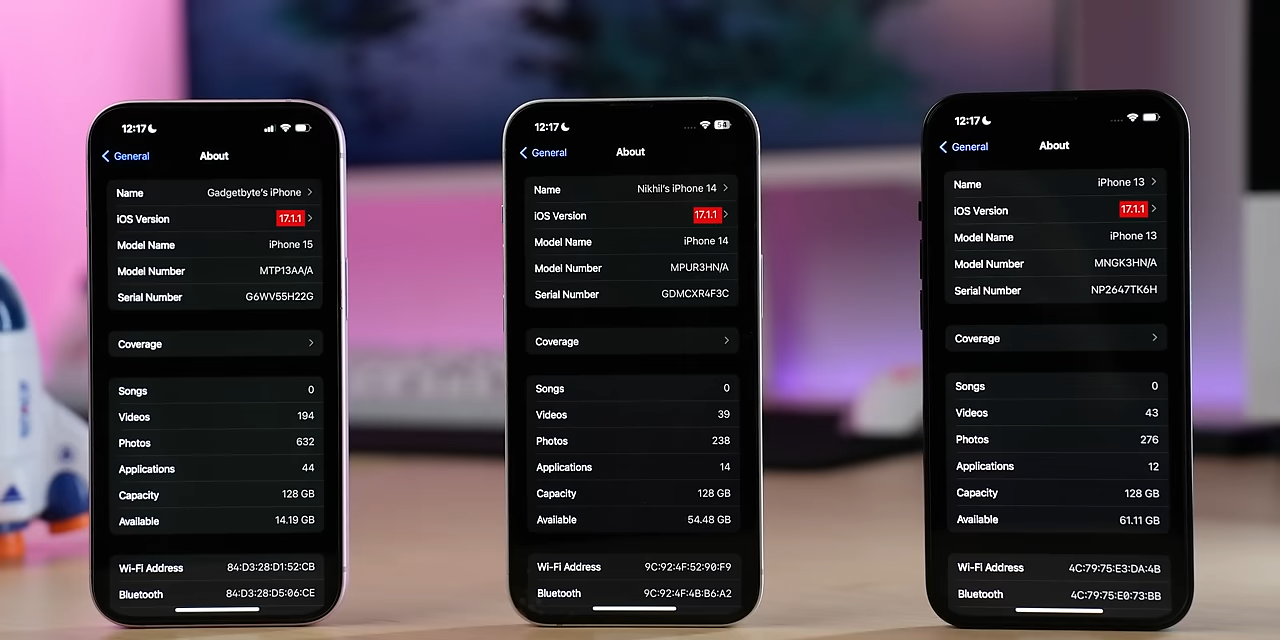 12:17
General
About
Name Gadgetbyte's iPhone
iOS Version 17.1.1
Model Name iPhone 15
Model Number MTP13AA/A
Serial Number G6WV55H22G
Coverage
Songs 0
Videos 194
Photos 632
Applications 44
Capacity 128 GB
Available 14.19 GB
Wi-Fi Address 84:D3:28:D1:52:CB
Bluetooth 84:D3:28:D5:06:CE
12:17
54
General
About
Name Nikhil's iPhone 14
iOS Version 17.1.1
Model Name iPhone 14
Model Number MPUR3HN/A
Serial Number GDMCXR4F3C
Coverage
Songs 0
Videos 39
Photos 238
Applications 14
Capacity 128 GB
Available 54.48 GB
Wi-Fi Address 9C:92:4F:52:90:F9
Bluetooth 9C:92:4F:4B:B6:A2
12:17
General
About
Name iPhone 13
iOS Version 17.1.1
Model Name iPhone 13
Model Number MNGK3HN/A
Serial Number NP2647TK6H
Coverage
Songs 0
Videos 43
Photos 276
Applications 12
Capacity 128 GB
Available 61.11 GB
Wi-Fi Address 4C:79:75:E3:DA:4B
Bluetooth 4C:79:75:E0:73:BB